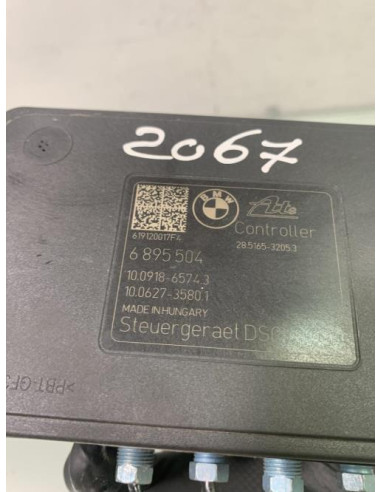 2067
BMW
Ate
Controller
28.5165-3205.3
619120017F4
6 895 504
10.0918-6574.3
10.0627-3580.1
MADE IN HUNGARY
Steuergeraet